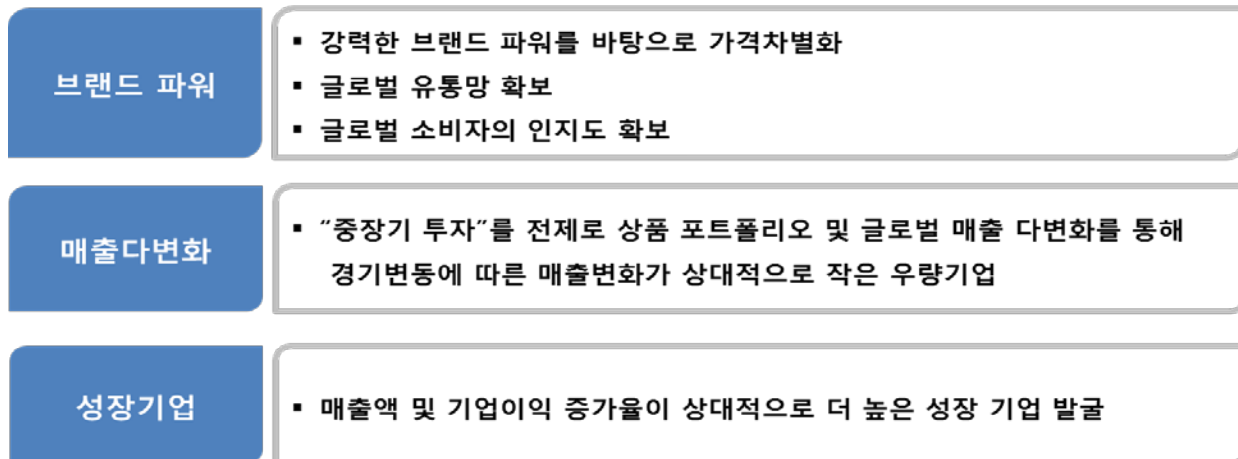 브랜드 파워
▪ 강력한 브랜드 파워를 바탕으로 가격차별화
▪ 글로벌 유통망 확보
▪ 글로벌 소비자의 인지도 확보
매출다변화
▪ “중장기 투자”를 전제로 상품 포트폴리오 및 글로벌 매출 다변화를 통해
경기변동에 따른 매출변화가 상대적으로 작은 우량기업
성장기업
▪ 매출액 및 기업이익 증가율이 상대적으로 더 높은 성장 기업 발굴